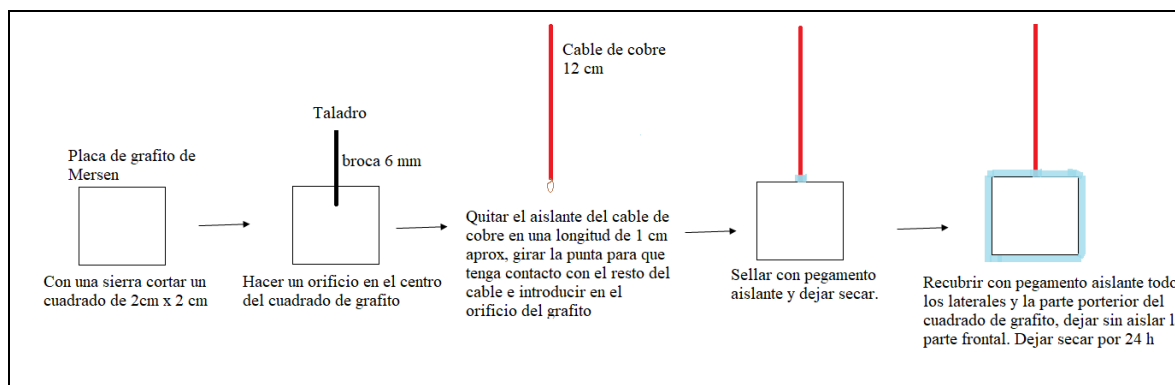 Placa de grafito de
Mersen
Con una sierra cortar un
cuadrado de 2cm x 2 cm
Taladro
broca 6 mm
Hacer un orificio en el centro
del cuadrado de grafito
Cable de cobre
12 cm
Quitar el aislante del cable de
cobre en una longitud de 1 cm
aprox, girar la punta para que
tenga contacto con el resto del
cable e introducir en el
orificio del grafito
Sellar con pegamento
aislante y dejar secar.
Recubrir con pegamento aislante todo
los laterales y la parte porterior del
cuadrado de grafito, dejar sin aislar l
parte frontal. Dejar secar por 24 h